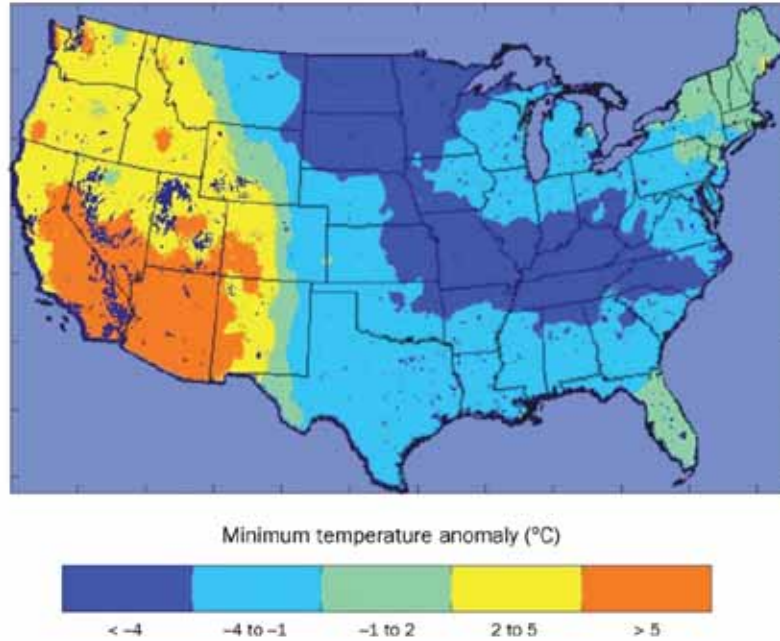 Minimum temperature anomaly (°C)
< –4 –4 to –1 –1 to 2 2 to 5 > 5